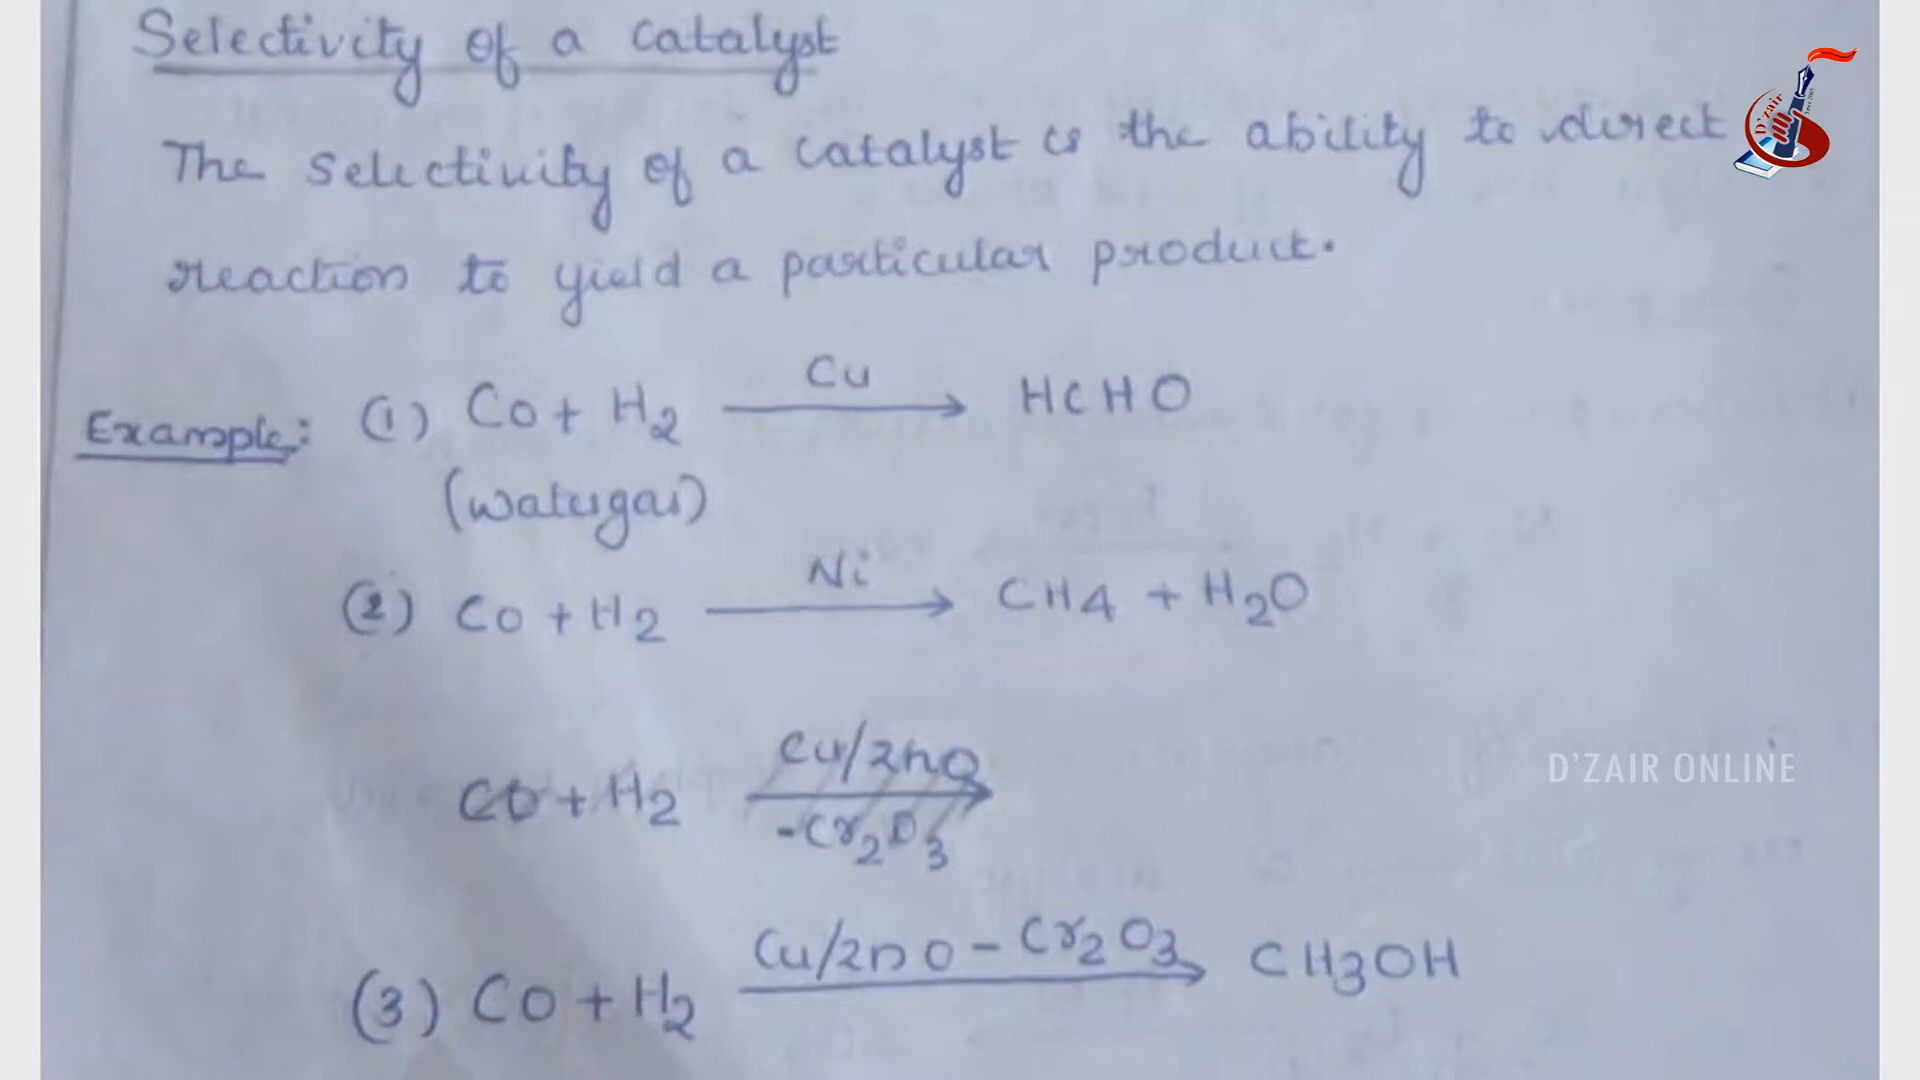 Selectivity of a catalyst
The selectivity of a catalyst is the ability to direct
reaction to yield a particular product.
Example: (1) Co + H2 Cu → HCHO
(watergas)
(2) Co + H2 Ni → CH4 + H2O
CO + H2 Cu/ZnO → -Cr2O3
(3) Co + H2 Cu/ZnO - Cr2O3 → CH3OH
D'zair
D'ZAIR ONLINE